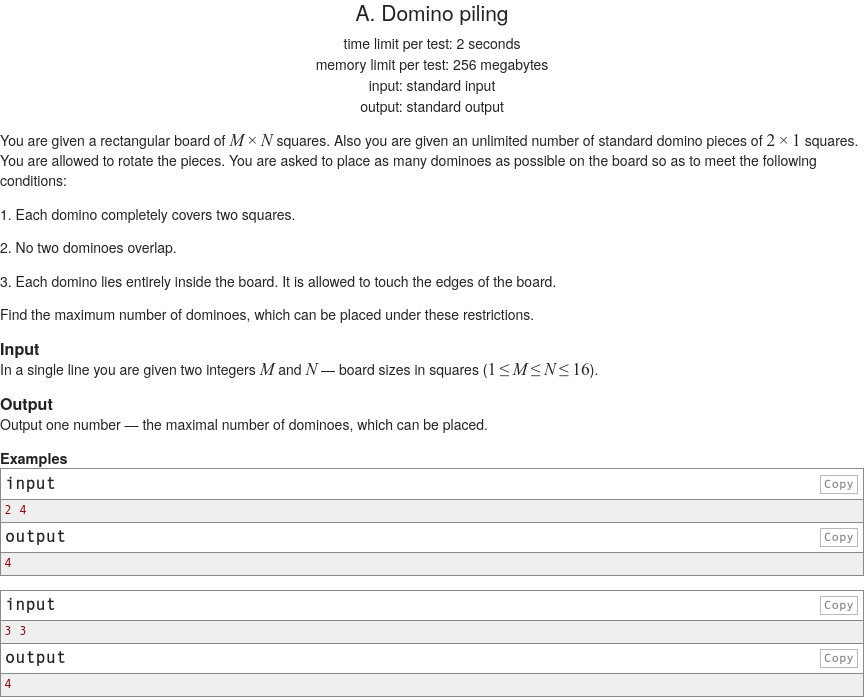 A. Domino piling
time limit per test: 2 seconds
memory limit per test: 256 megabytes
input: standard input
output: standard output
You are given a rectangular board of M × N squares. Also you are given an unlimited number of standard domino pieces of 2 × 1 squares.
You are allowed to rotate the pieces. You are asked to place as many dominoes as possible on the board so as to meet the following
conditions:
1. Each domino completely covers two squares.
2. No two dominoes overlap.
3. Each domino lies entirely inside the board. It is allowed to touch the edges of the board.
Find the maximum number of dominoes, which can be placed under these restrictions.
Input
In a single line you are given two integers M and N — board sizes in squares (1 ≤ M ≤ N ≤ 16).
Output
Output one number — the maximal number of dominoes, which can be placed.
Examples
input Copy
2 4
output Copy
4
input Copy
3 3
output Copy
4